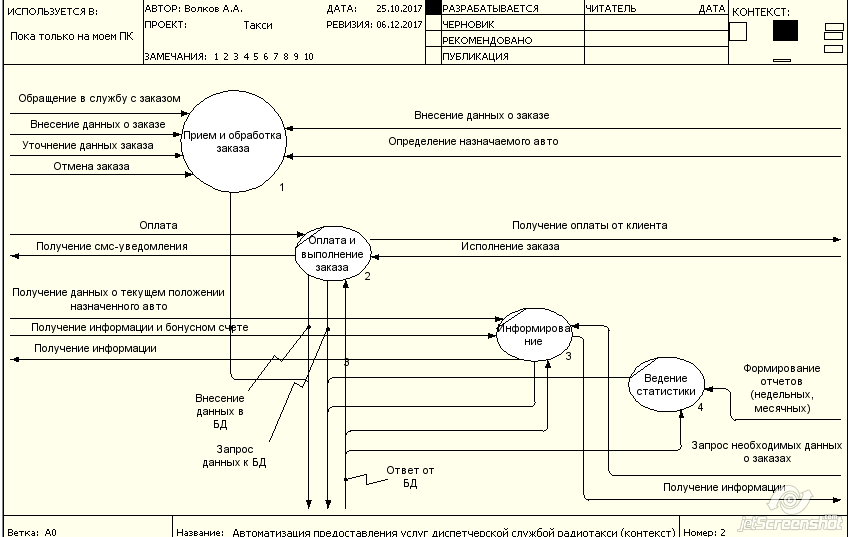 ИСПОЛЬЗУЕТСЯ В:
Пока только на моем ПК
АВТОР: Волков А.А.
ДАТА: 25.10.2017
ПРОЕКТ: Такси
РЕВИЗИЯ: 06.12.2017
ЗАМЕЧАНИЯ: 1 2 3 4 5 6 7 8 9 10
РАЗРАБАТЫВАЕТСЯ
ЧЕРНОВИК
РЕКОМЕНДОВАНО
ПУБЛИКАЦИЯ
ЧИТАТЕЛЬ
ДАТА
КОНТЕКСТ:
Обращение в службу с заказом
Внесение данных о заказе
Уточнение данных заказа
Отмена заказа
Прием и обработка
заказа
1
Внесение данных о заказе
Определение назначаемого авто
Оплата
Получение смс-уведомления
Оплата и
выполнение
заказа
2
Получение оплаты от клиента
Исполнение заказа
Получение данных о текущем положении
назначенного авто
Получение информации и бонусном счете
Получение информации
Информирова
ние
3
3
Ведение
статистики
4
Формирование
отчетов
(недельных,
месячных)
Внесение
данных в
БД
Запрос
данных к БД
ответ от
БД
Запрос необходимых данных
о заказах
Получение информации
Ветка: A0
Название: Автоматизация предоставления услуг диспетчерской службой радиотакси (контекст)
Номер: 2
jetScreenshot.com